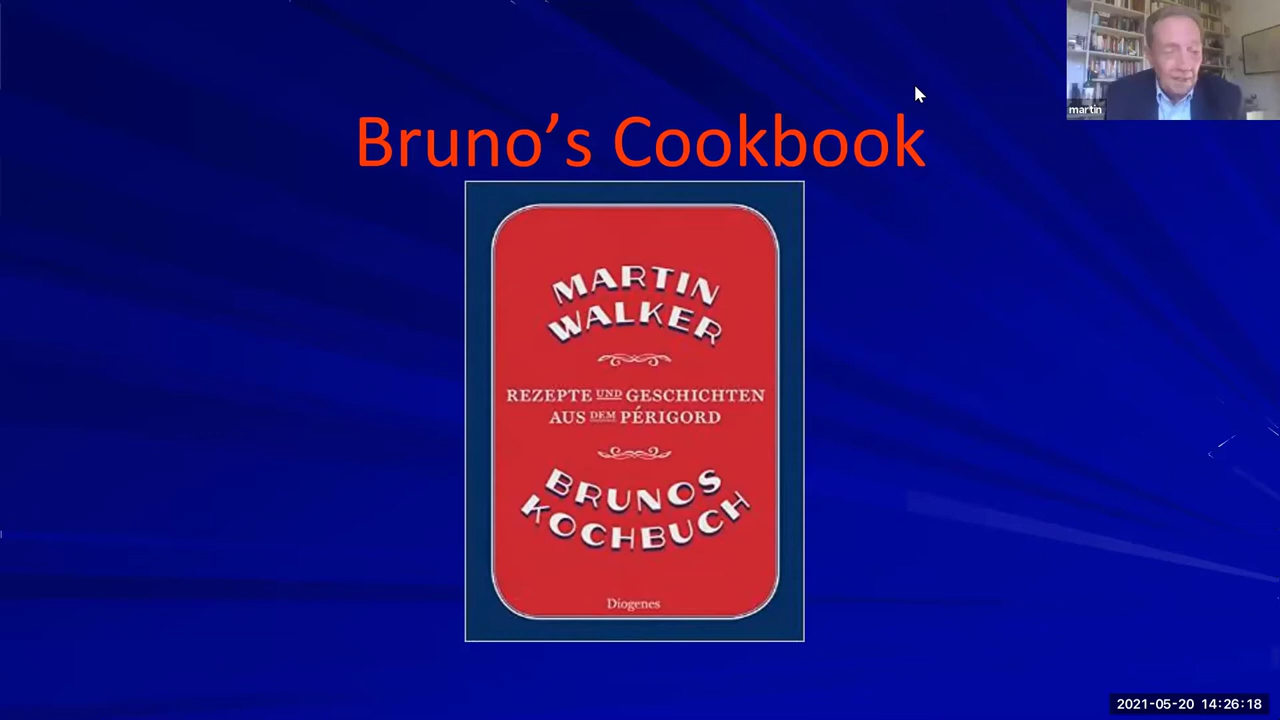 martin
Bruno’s Cookbook
MARTIN
WALKER
REZEPTE UND GESCHICHTEN
AUS DEM PÉRIGORD
BRUNOS
KOCHBUCH
Diogenes
2021-05-20 14:26:18